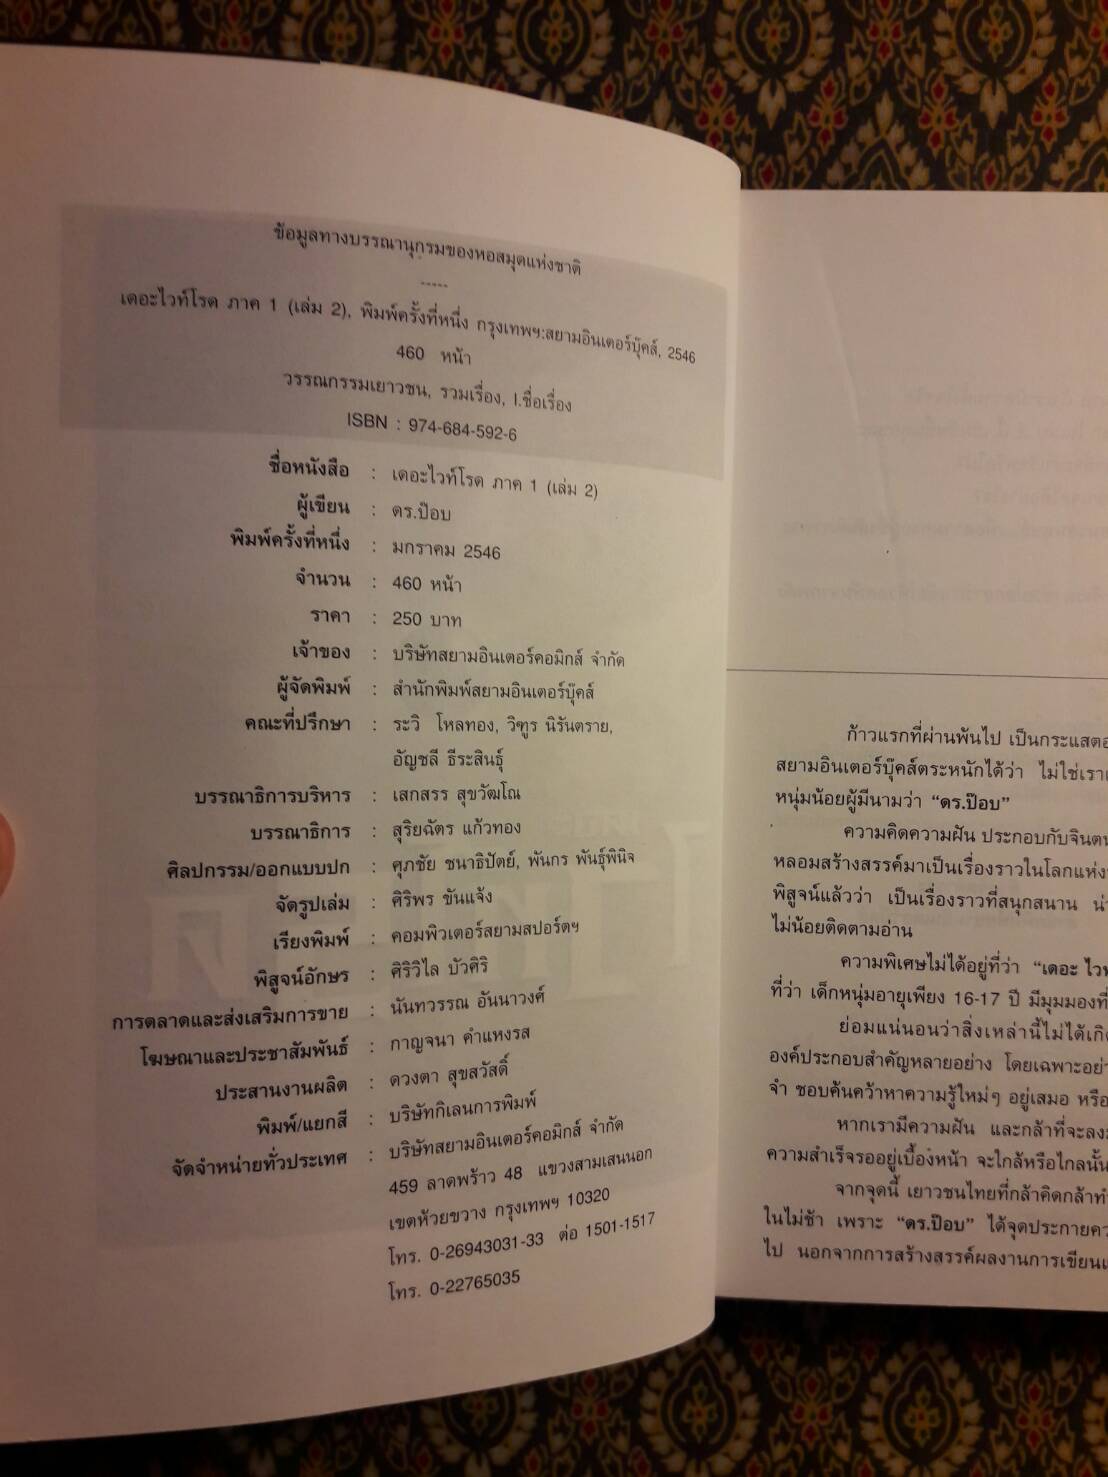 ข้อมูลทางบรรณานุกรมของหอสมุดแห่งชาติ
-----
เดอะไวท์โรด ภาค 1 (เล่ม 2), พิมพ์ครั้งที่หนึ่ง กรุงเทพฯ:สยามอินเตอร์บุ๊คส์, 2546
460 หน้า
วรรณกรรมเยาวชน, รวมเรื่อง, I.ชื่อเรื่อง
ISBN : 974-684-592-6
ชื่อหนังสือ : เดอะไวท์โรด ภาค 1 (เล่ม 2)
ผู้เขียน : ดร.ป๊อบ
พิมพ์ครั้งที่หนึ่ง : มกราคม 2546
จำนวน : 460 หน้า
ราคา : 250 บาท
เจ้าของ : บริษัทสยามอินเตอร์คอมิกส์ จำกัด
ผู้จัดพิมพ์ : สำนักพิมพ์สยามอินเตอร์บุ๊คส์
คณะที่ปรึกษา : ระวิ โหลทอง, วิฑูร นิรันตราย,
อัญชลี ธีระสินธุ์
บรรณาธิการบริหาร : เสกสรร สุขวัฒโณ
บรรณาธิการ : สุริยฉัตร แก้วทอง
ศิลปกรรม/ออกแบบปก : ศุภชัย ชนาธิปัตย์, พันกร พันธุ์พินิจ
จัดรูปเล่ม : ศิริพร ขันแจ้ง
เรียงพิมพ์ : คอมพิวเตอร์สยามสปอร์ตฯ
พิสูจน์อักษร : ศิริวิไล บัวศิริ
การตลาดและส่งเสริมการขาย : นันทวรรณ อันนาวงศ์
โฆษณาและประชาสัมพันธ์ : กาญจนา คำแหงรส
ประสานงานผลิต : ดวงตา สุขสวัสดิ์
พิมพ์/แยกสี : บริษัทกิเลนการพิมพ์
จัดจำหน่ายทั่วประเทศ : บริษัทสยามอินเตอร์คอมิกส์ จำกัด
459 ลาดพร้าว 48 แขวงสามเสนนอก
เขตห้วยขวาง กรุงเทพฯ 10320
โทร. 0-26943031-33 ต่อ 1501-1517
โทร. 0-22765035
ก้าวแรกที่ผ่านพ้นไป เป็นกระแสตอ
สยามอินเตอร์บุ๊คส์ตระหนักได้ว่า ไม่ใช่เราเ
หนุ่มน้อยผู้มีนามว่า “ดร.ป๊อบ”
ความคิดความฝัน ประกอบกับจินต
หลอมสร้างสรรค์มาเป็นเรื่องราวในโลกแห่ง
พิสูจน์แล้วว่า เป็นเรื่องราวที่สนุกสนาน น่
ไม่น้อยติดตามอ่าน
ความพิเศษไม่ได้อยู่ที่ว่า “เดอะ ไวท
ที่ว่า เด็กหนุ่มอายุเพียง 16-17 ปี มีมุมมองที่
ย่อมแน่นอนว่าสิ่งเหล่านี้ไม่ได้เกิ
องค์ประกอบสำคัญหลายอย่าง โดยเฉพาะอย่
จำ ชอบค้นคว้าหาความรู้ใหม่ๆ อยู่เสมอ หรือ
หากเรามีความฝัน และกล้าที่จะลง
ความสำเร็จรออยู่เบื้องหน้า จะใกล้หรือไกลนั้น
จากจุดนี้ เยาวชนไทยที่กล้าคิดกล้าทำ
ในไม่ช้า เพราะ “ดร.ป๊อบ” ได้จุดประกายคว
ไป นอกจากการสร้างสรรค์ผลงานการเขียนแ